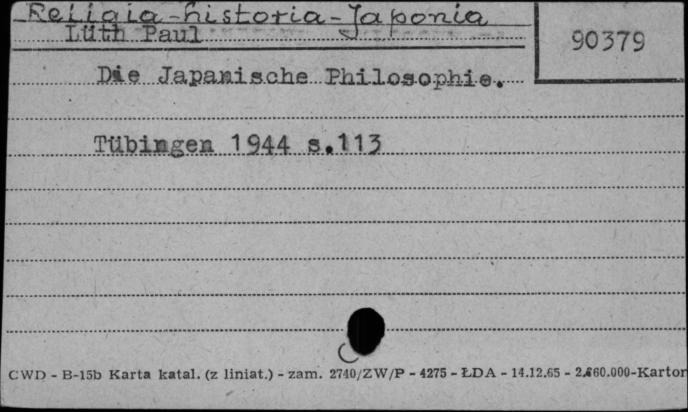 Religia-historia-Japonia
Lüth Paul
90379
Die Japanische Philosophie.
Tübingen 1944 s.113
CWD - B-15b Karta katal. (z liniat.) - zam. 2740/ZW/P - 4275 - ŁDA - 14.12.65 - 2.660.000-Karton